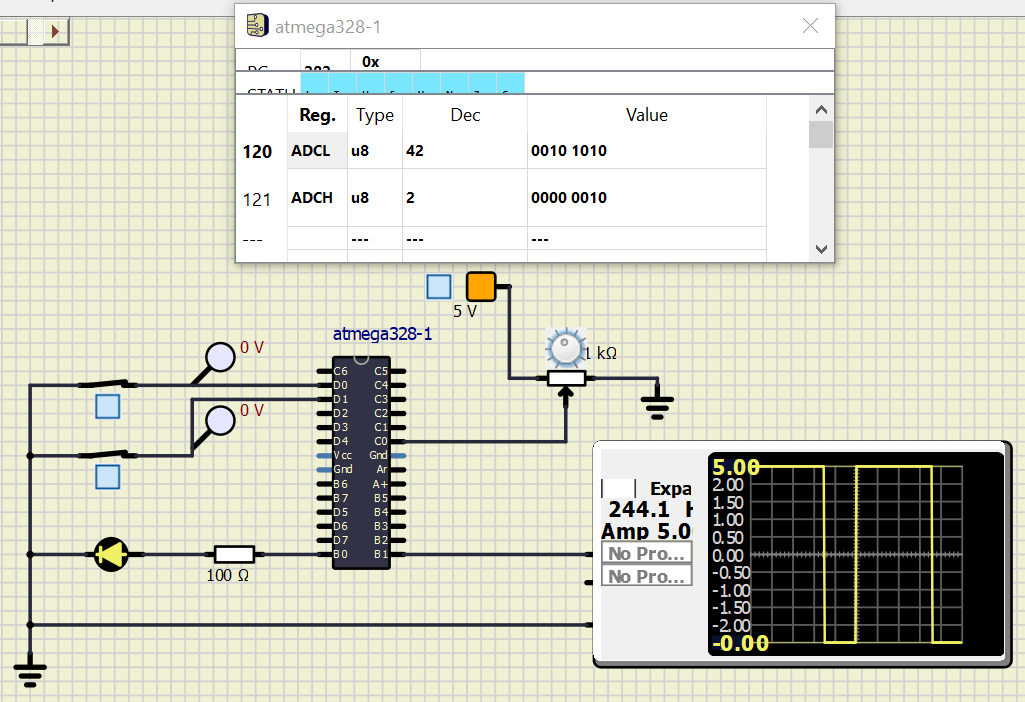 atmega328-1
0x
Reg. Type Dec Value
120 ADCL u8 42 0010 1010
121 ADCH u8 2 0000 0010
--- --- --- ---
5 V
atmega328-1
0 V
1 kΩ
C6 C5
D0 C4
D1 C3
0 V
D2 C2
D3 C1
D4 C0
Vcc Gnd
Gnd Ar
B6 A+
B7 B5
D5 B4
D6 B3
D7 B2
B0 B1
100 Ω
Expa
244.1 H
Amp 5.0
No Pro...
No Pro...
5.00
2.00
1.50
1.00
0.50
0.00
-0.50
-1.00
-1.50
-2.00
-0.00